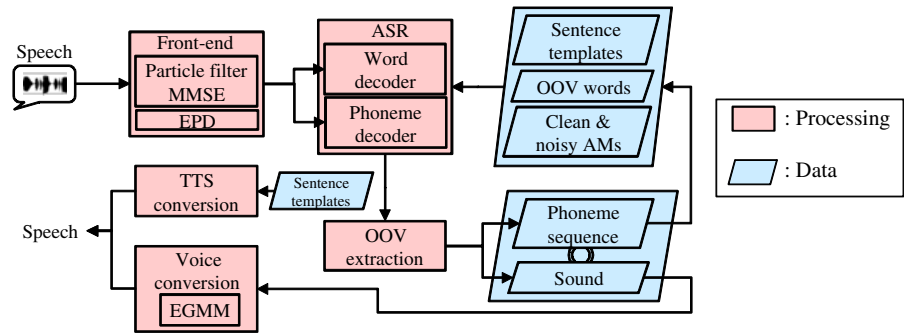 Speech
Front-end
Particle filter
MMSE
EPD
ASR
Word
decoder
Phoneme
decoder
Sentence
templates
OOV words
Clean &
noisy AMs
: Processing
: Data
TTS
conversion
Sentence
templates
Speech
OOV
extraction
Phoneme
sequence
Sound
Voice
conversion
EGMM